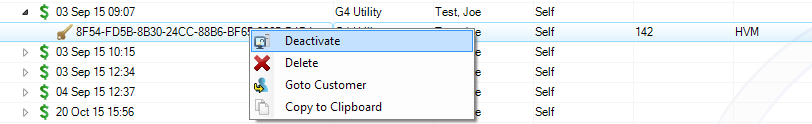 03 Sep 15 09:07 G4 Utility Test, Joe Self
8F54-FD5B-8B30-24CC-88B6-BF65 Self 142 HVM
Deactivate
03 Sep 15 10:15 Self
Delete
03 Sep 15 12:34 Self
Goto Customer
04 Sep 15 12:37 Self
Copy to Clipboard
20 Oct 15 15:56 Self